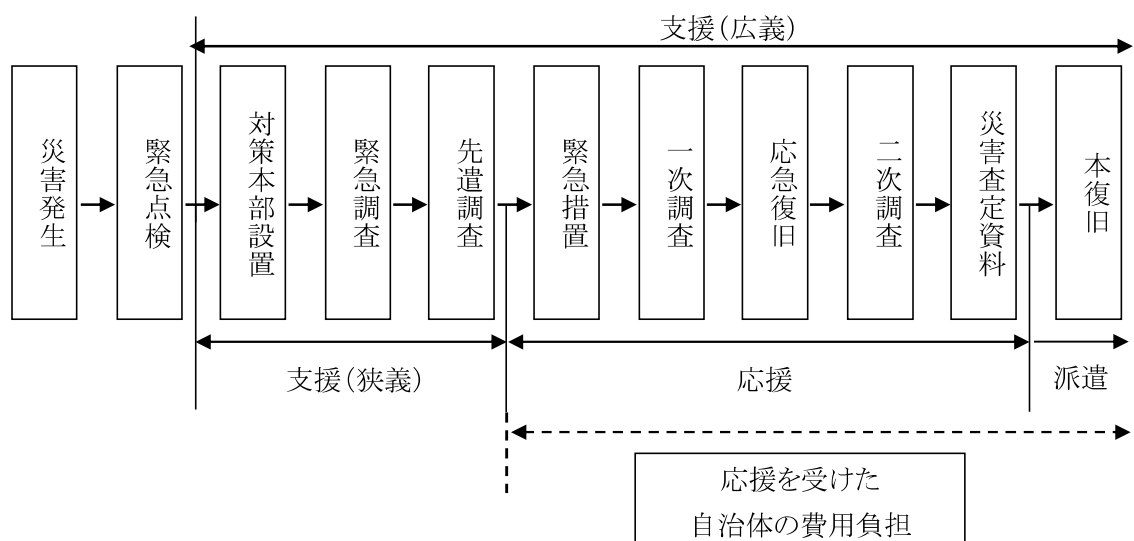 支援(広義)
災害発生
緊急点検
対策本部設置
緊急調査
先遣調査
緊急措置
一次調査
応急復旧
二次調査
災害査定資料
本復旧
支援(狭義)
応援
派遣
応援を受けた
自治体の費用負担